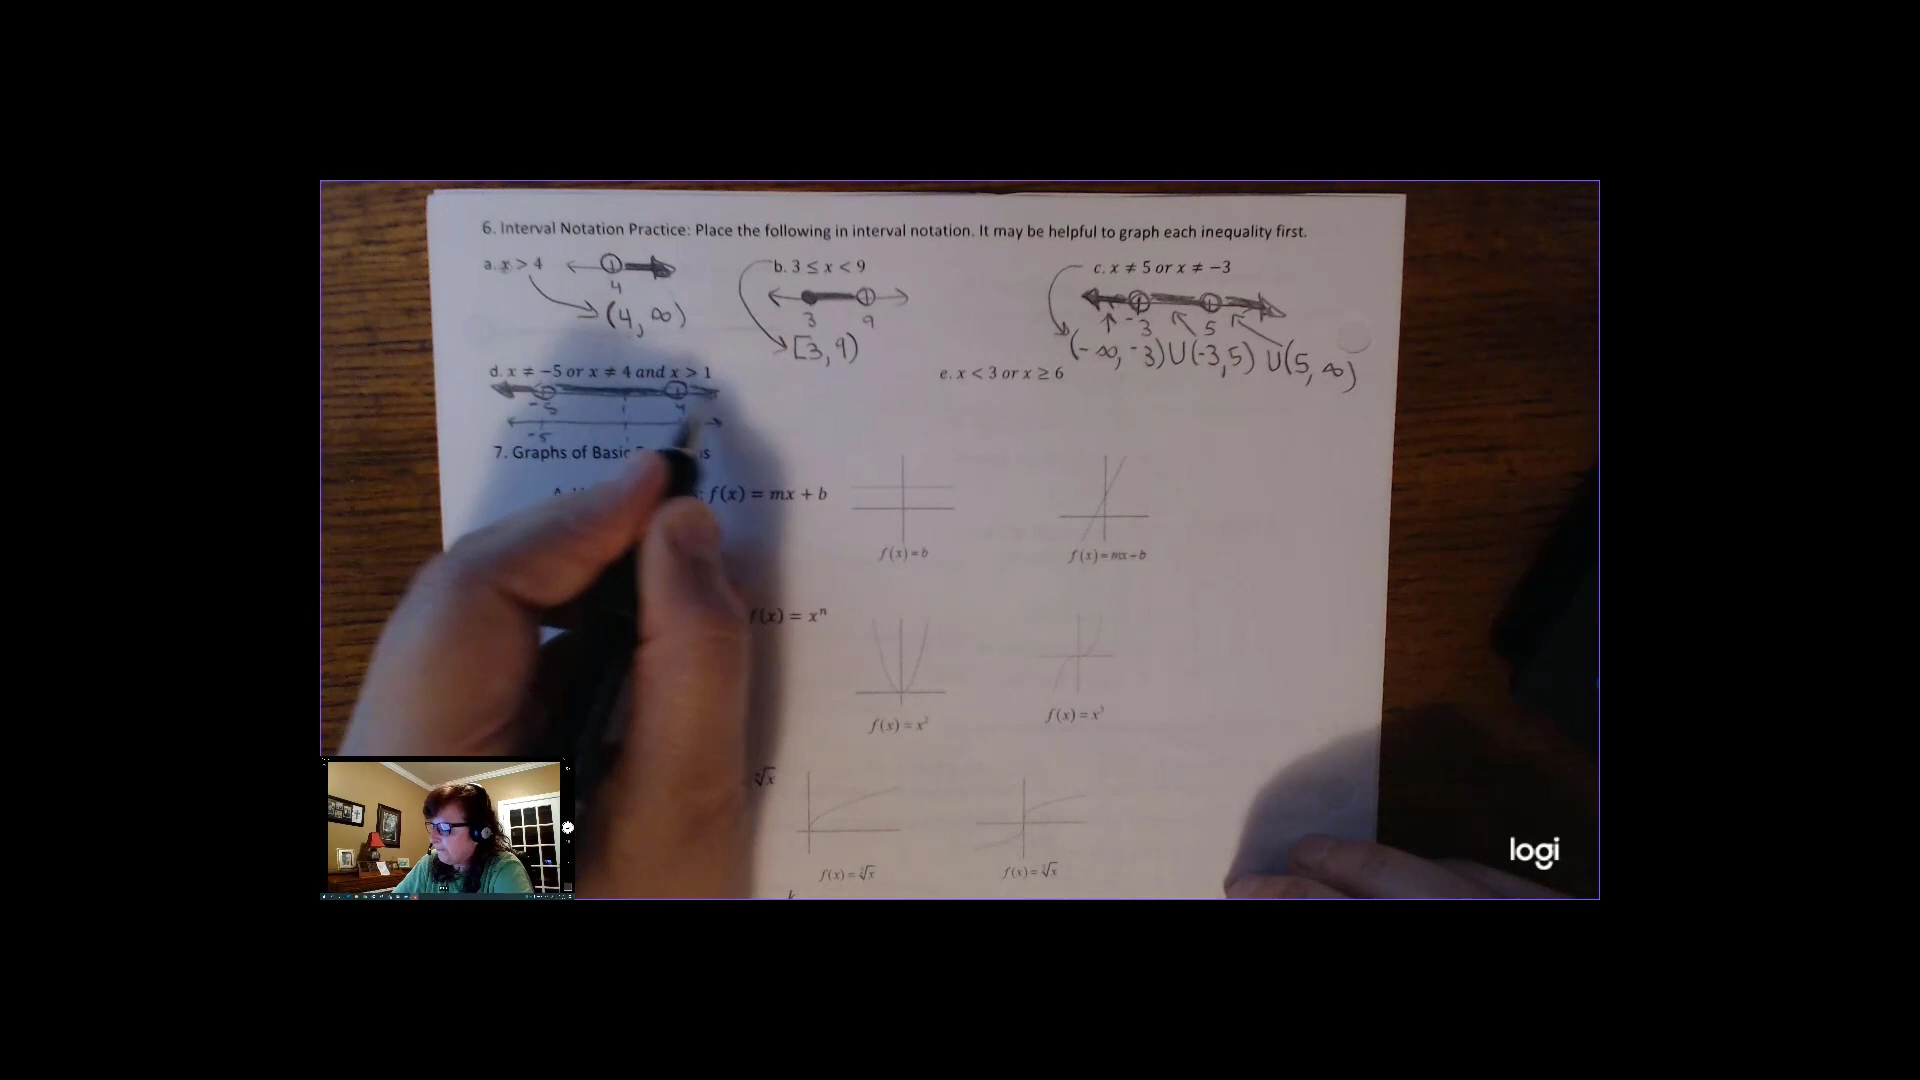 6. Interval Notation Practice: Place the following in interval notation. It may be helpful to graph each inequality first.
a. x > 4
4
(4, ∞)
b. 3 ≤ x < 9
3 9
[3, 9)
c. x ≠ 5 or x ≠ −3
-3 5
(-∞, -3) U (-3, 5) U (5, ∞)
d. x ≠ −5 or x ≠ 4 and x > 1
-5 4
-5
e. x < 3 or x ≥ 6
7. Graphs of Basic
f(x) = mx + b
f(x) = b
f(x) = mx − b
f(x) = xⁿ
f(x) = x²
f(x) = x³
ⁿ√x
logi